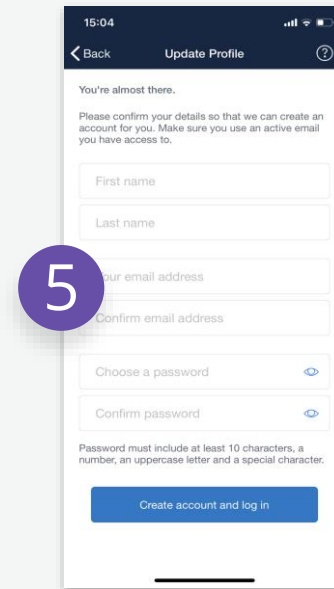 15:04
Back Update Profile ?
You're almost there.
Please confirm your details so that we can create an
account for you. Make sure you use an active email
you have access to.
First name
Last name
5
our email address
Confirm email address
Choose a password
Confirm password
Password must include at least 10 characters, a
number, an uppercase letter and a special character.
Create account and log in